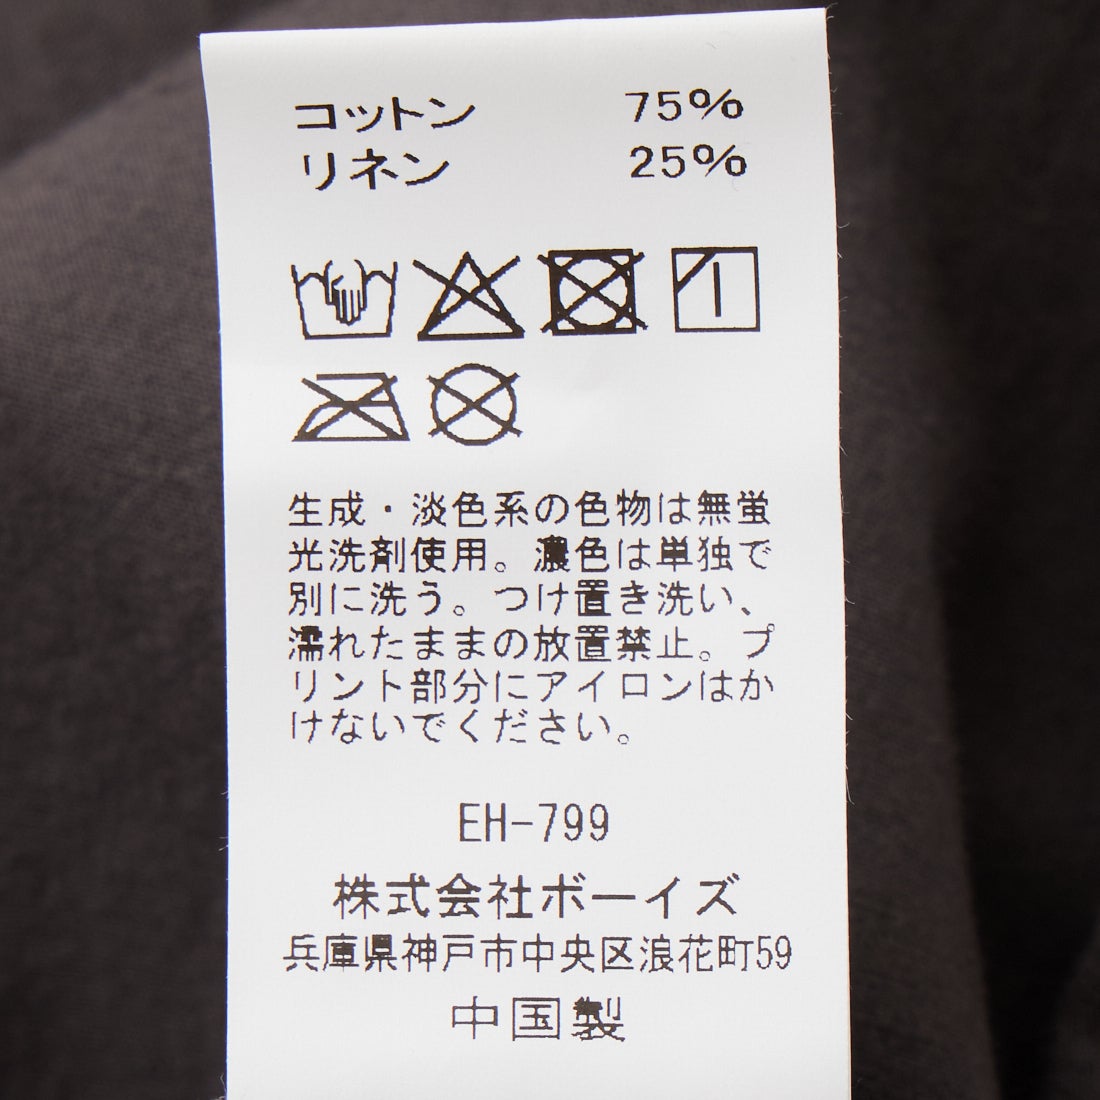 コットン 75%
リネン 25%
生成・淡色系の色物は無蛍
光洗剤使用。濃色は単独で
別に洗う。つけ置き洗い、
濡れたままの放置禁止。プ
リント部分にアイロンはか
けないでください。
EH-799
株式会社ボーイズ
兵庫県神戸市中央区浪花町59
中国製